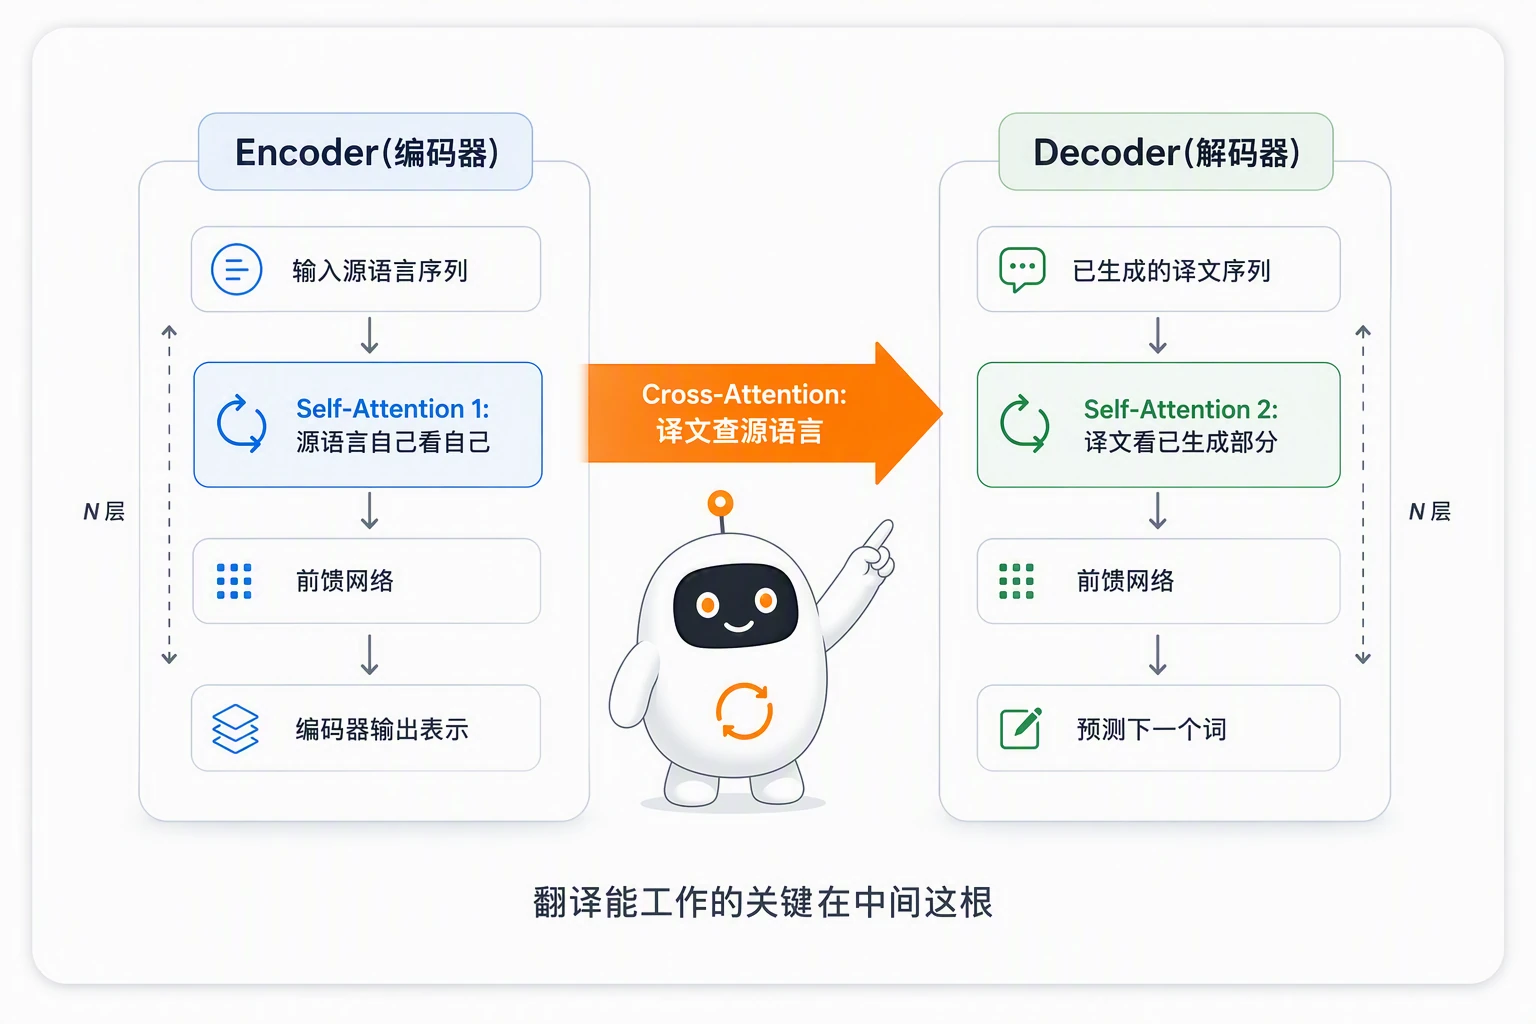 Encoder(编码器)
输入源语言序列
Self-Attention 1:
源语言自己看自己
N 层
前馈网络
编码器输出表示
Cross-Attention:
译文查源语言
Decoder(解码器)
已生成的译文序列
Self-Attention 2:
译文看已生成部分
N 层
前馈网络
预测下一个词
翻译能工作的关键在中间这根